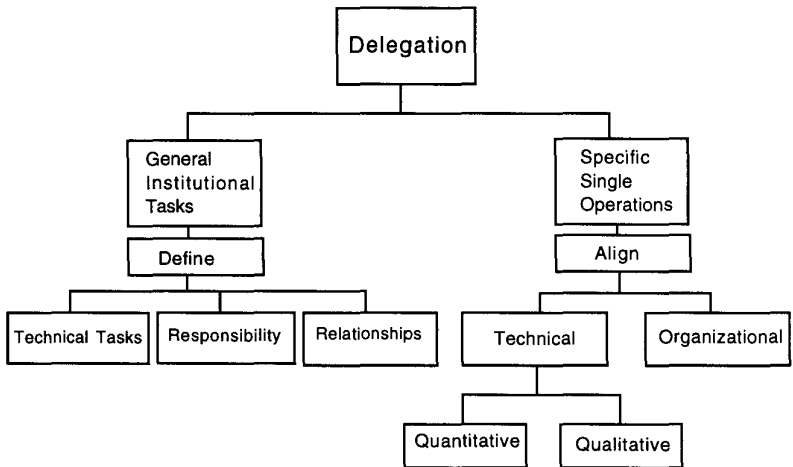 Delegation
General
Institutional
Tasks
Specific
Single
Operations
Define
Align
Technical Tasks
Responsibility
Relationships
Technical
Organizational
Quantitative
Qualitative